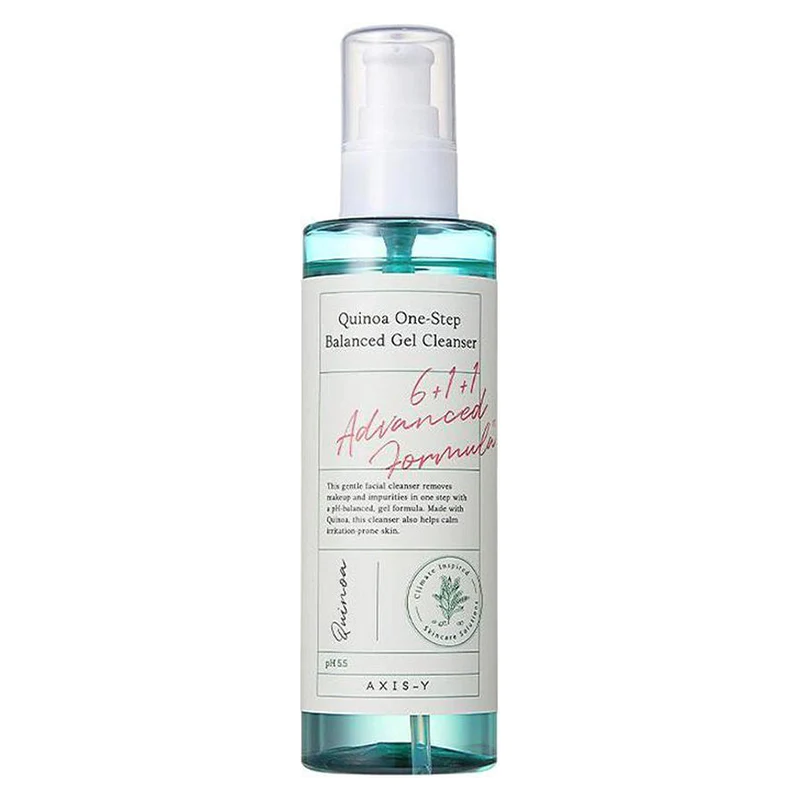 Quinoa One-Step
Balanced Gel Cleanser
6+1+1
Advanced
Formula
This gentle facial cleanser removes
makeup and impurities in one step with
a pH-balanced, gel formula. Made with
Quinoa, this cleanser also helps calm
irritation-prone skin.
Quinoa
Climate Inspired
Skincare Solutions
pH 5.5
AXIS-Y